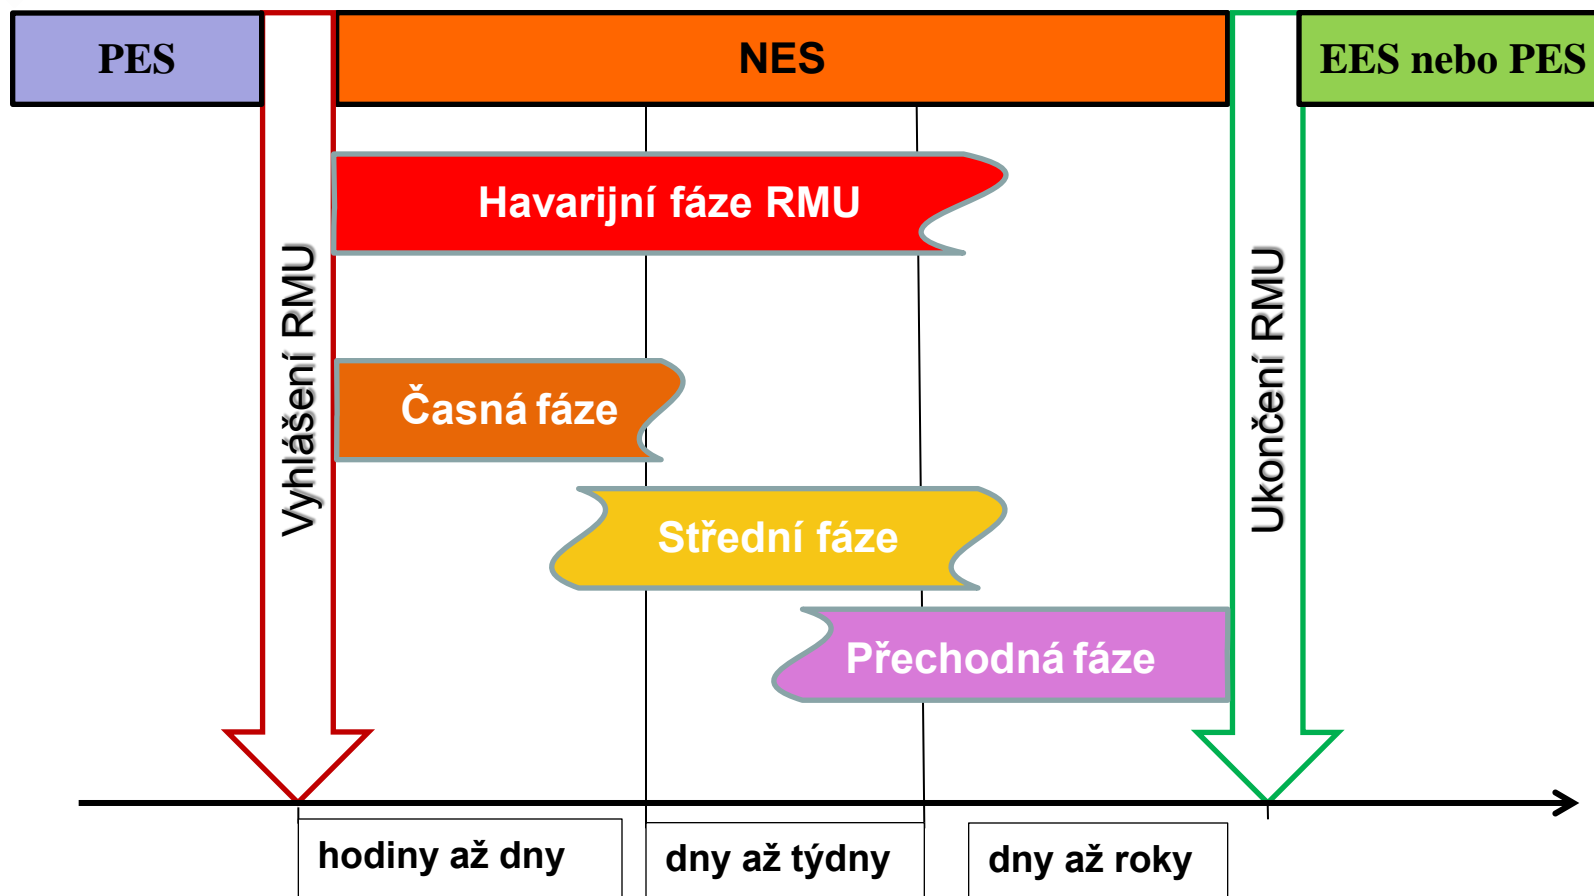 PES
NES
EES nebo PES
Vyhlášení RMU
Havarijní fáze RMU
Ukončení RMU
Časná fáze
Střední fáze
Přechodná fáze
hodiny až dny
dny až týdny
dny až roky